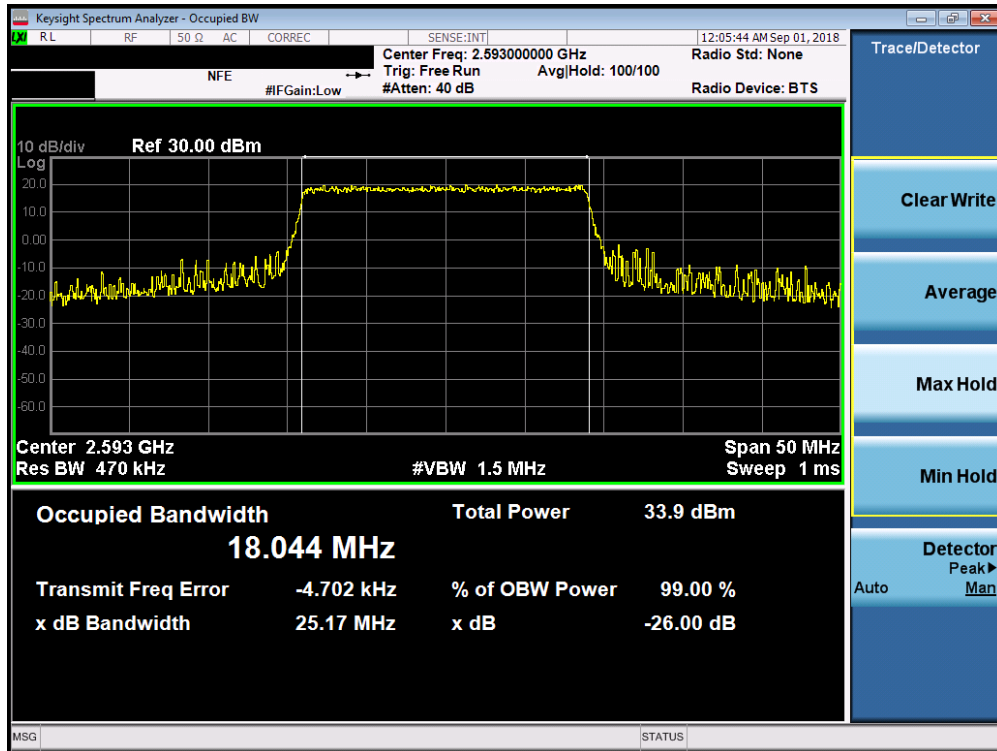 Keysight Spectrum Analyzer - Occupied BW
LXI RL RF 50 Ω AC CORREC SENSE:INT 12:05:44 AM Sep 01, 2018
Center Freq: 2.593000000 GHz Radio Std: None
NFE Trig: Free Run Avg|Hold: 100/100
#IFGain:Low #Atten: 40 dB Radio Device: BTS
Trace/Detector
10 dB/div Ref 30.00 dBm
Log
20.0
10.0
0.00
-10.0
-20.0
-30.0
-40.0
-50.0
-60.0
Center 2.593 GHz Span 50 MHz
Res BW 470 kHz #VBW 1.5 MHz Sweep 1 ms
Occupied Bandwidth Total Power 33.9 dBm
18.044 MHz
Transmit Freq Error -4.702 kHz % of OBW Power 99.00 %
x dB Bandwidth 25.17 MHz x dB -26.00 dB
Clear Write
Average
Max Hold
Min Hold
Detector
Peak▶
Auto Man
MSG STATUS